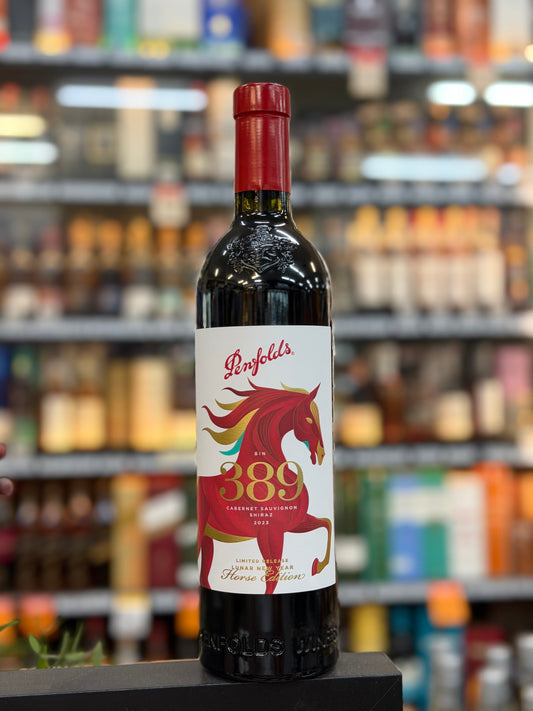 Penfolds®
BIN
389
CABERNET SAUVIGNON
SHIRAZ
2023
LIMITED RELEASE
LUNAR NEW YEAR
Horse Edition
PENFOLDS WINES